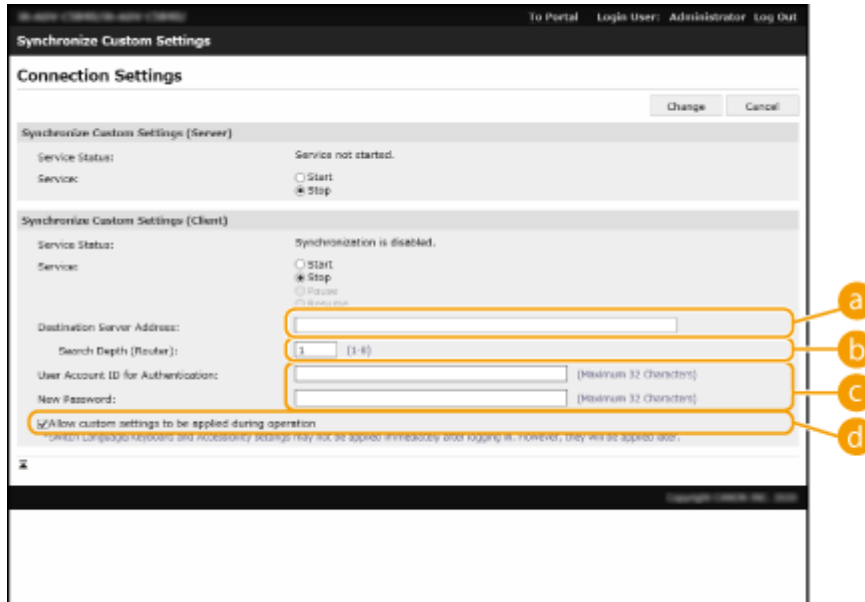 To Portal Login User: Administrator Log Out
Synchronize Custom Settings
Connection Settings
Change Cancel
Synchronize Custom Settings (Server)
Service Status: Service not started.
Service: Start
Stop
Synchronize Custom Settings (Client)
Service Status: Synchronization is disabled.
Service: Start
Stop
Pause
Resume
Destination Server Address:
a
Search Depth (Router): 1 (1-8)
b
User Account ID for Authentication: (Maximum 32 Characters)
c
New Password: (Maximum 32 Characters)
Allow custom settings to be applied during operation
d
*Switch Language/Keyboard and Accessibility settings may not be applied immediately after logging in. However, they will be applied later.
Copyright CANON INC.